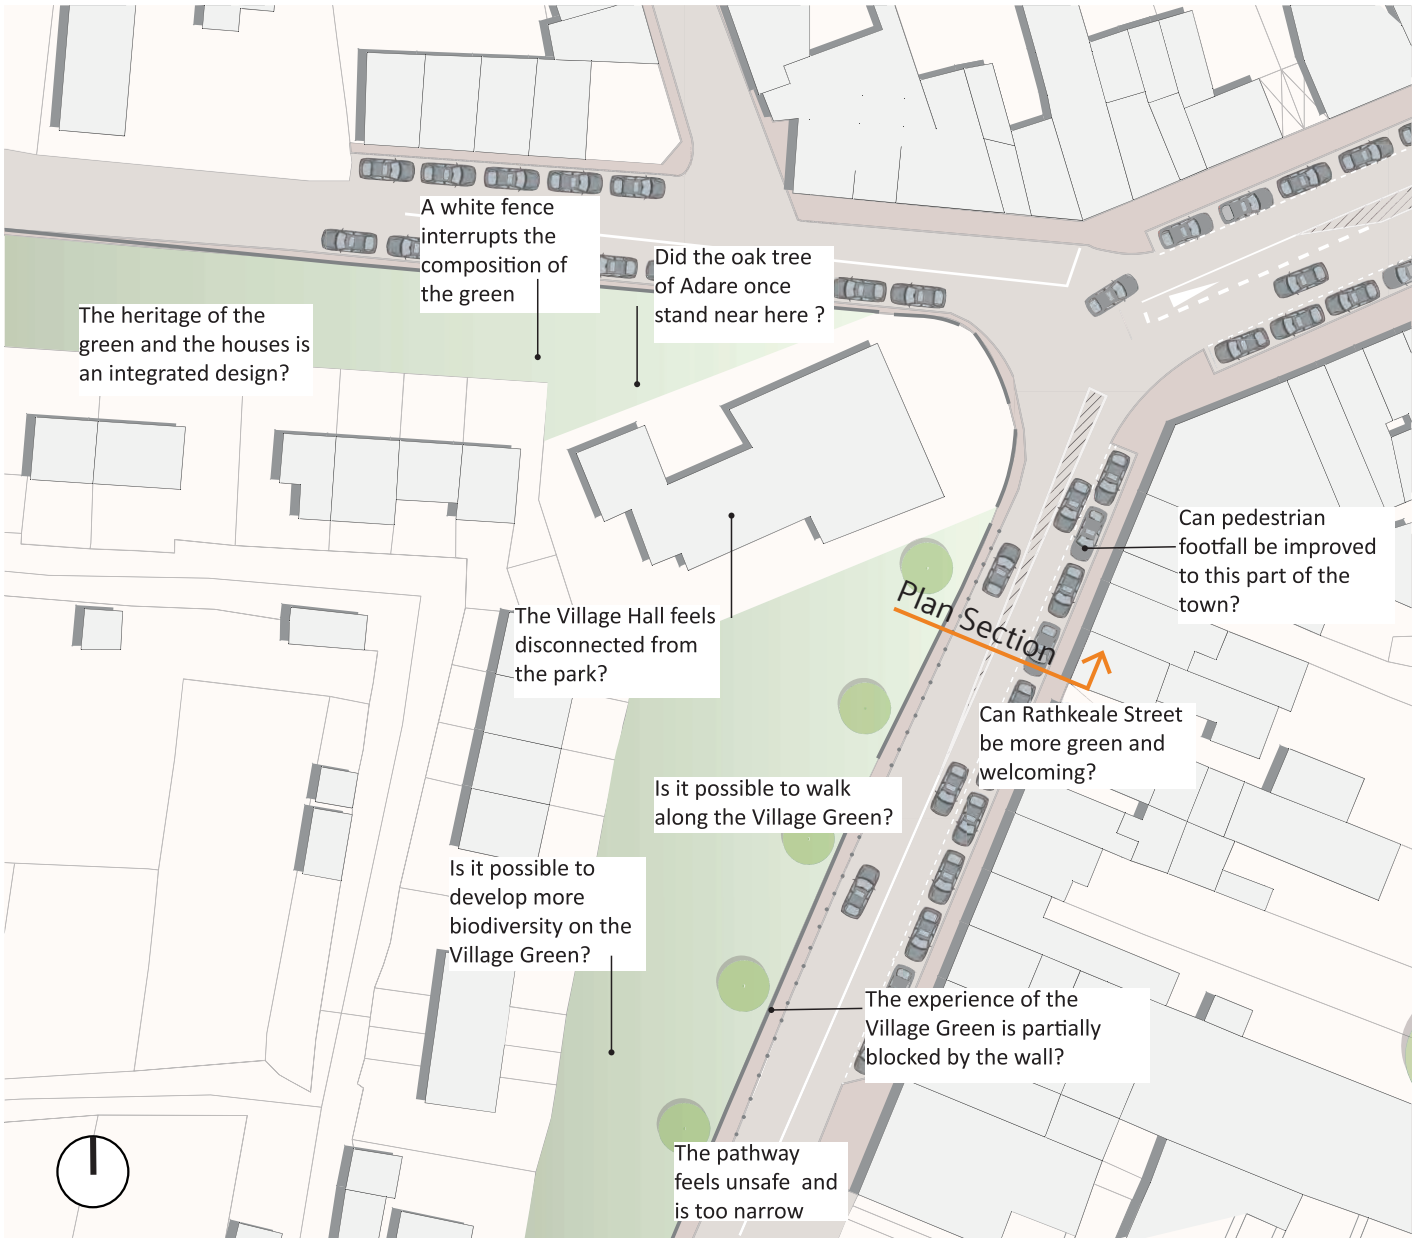 A white fence
interrupts the
composition of
the green
Did the oak tree
of Adare once
stand near here ?
The heritage of the
green and the houses is
an integrated design?
Can pedestrian
footfall be improved
to this part of the
town?
Plan Section
The Village Hall feels
disconnected from
the park?
Can Rathkeale Street
be more green and
welcoming?
Is it possible to walk
along the Village Green?
Is it possible to
develop more
biodiversity on the
Village Green?
The experience of the
Village Green is partially
blocked by the wall?
The pathway
feels unsafe  and
is too narrow